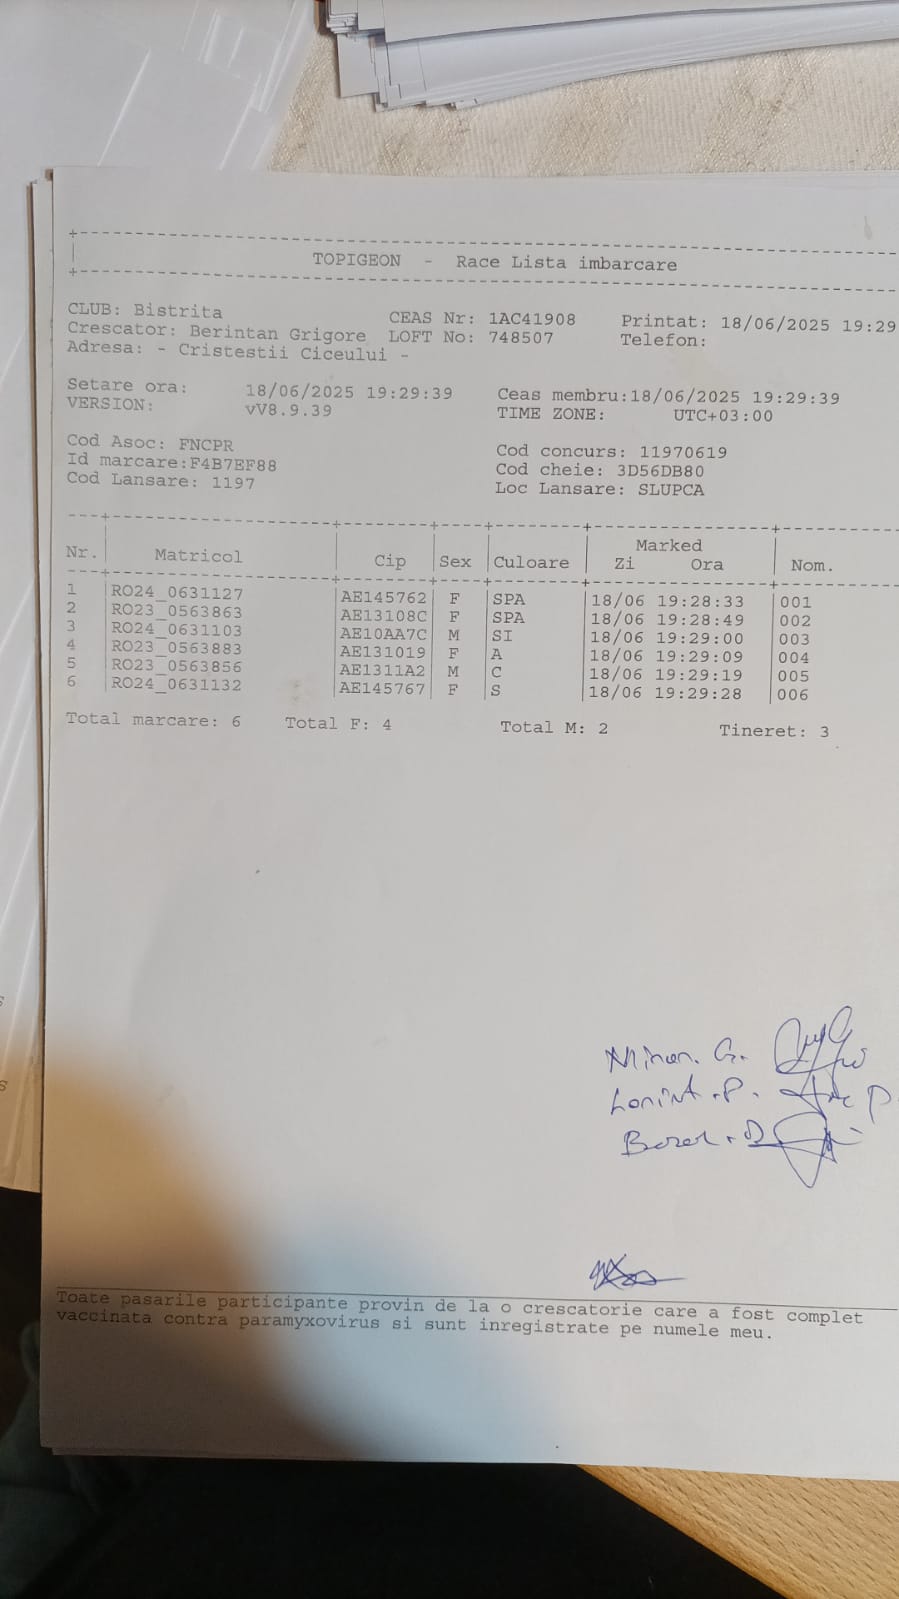 TOPIGEON - Race Lista imbarcare
CLUB: Bistrita CEAS Nr: 1AC41908 Printat: 18/06/2025 19:29
Crescator: Berintan Grigore LOFT No: 748507 Telefon:
Adresa: - Cristestii Ciceului -
Setare ora: 18/06/2025 19:29:39 Ceas membru:18/06/2025 19:29:39
VERSION: vV8.9.39 TIME ZONE: UTC+03:00
Cod Asoc: FNCPR Cod concurs: 11970619
Id marcare:F4B7EF88 Cod cheie: 3D56DB80
Cod Lansare: 1197 Loc Lansare: SLUPCA
Marked
Nr. Matricol Cip Sex Culoare Zi Ora Nom.
1 RO24_0631127 AE145762 F SPA 18/06 19:28:33 001
2 RO23_0563863 AE13108C F SPA 18/06 19:28:49 002
3 RO24_0631103 AE10AA7C M SI 18/06 19:29:00 003
4 RO23_0563883 AE131019 F A 18/06 19:29:09 004
5 RO23_0563856 AE1311A2 M C 18/06 19:29:19 005
6 RO24_0631132 AE145767 F S 18/06 19:29:28 006
Total marcare: 6 Total F: 4 Total M: 2 Tineret: 3
G.
P.
Toate pasarile participante provin de la o crescatorie care a fost complet
vaccinata contra paramyxovirus si sunt inregistrate pe numele meu.